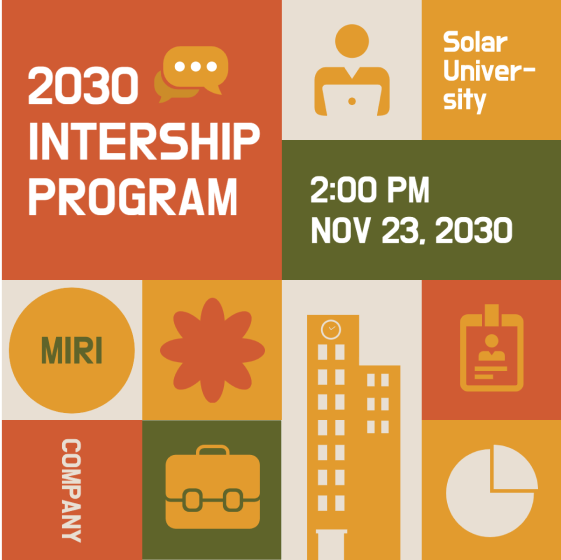 2030
INTERSHIP
PROGRAM
Solar
Univer-
sity
2:00 PM
NOV 23, 2030
MIRI
COMPANY